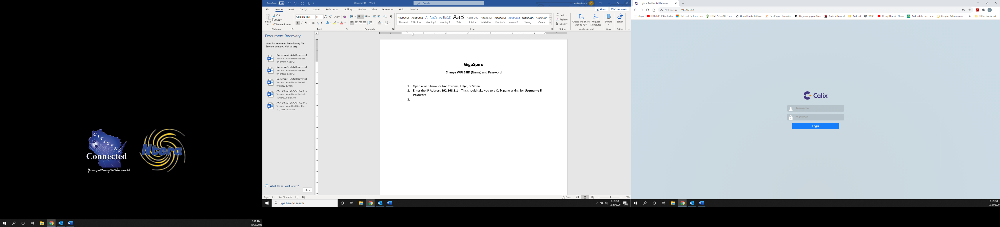 CITIZENS
Connected
Your pathway to the world
Ntera
3:12 PM
12/29/2020
AutoSave Off
Document1 - Word
Search
Jen Diederich JD
File Home Insert Design Layout References Mailings Review View Developer Help Acrobat
Share Comments
Paste
Cut
Copy
Format Painter
Clipboard
Calibri (Body) 11
Font
Paragraph
AaBbCcDc AaBbCcDc AaBbCc AaBbCcC AaB AaBbCcC AaBbCcDc AaBbCcDc AaBbCcDc AaBbCcDc AaBbCcDc
¶ Normal ¶ No Spac... Heading 1 Heading 2 Title Subtitle Subtle Em... Emphasis Intense E... Strong Quote
Styles
Find
Replace
Select
Editing
Create and Share Adobe PDF
Request Signatures
Adobe Acrobat
Dictate
Voice
Editor
Editor
Document Recovery
Word has recovered the following files.
Save the ones you wish to keep.
Document4 [AutoRecovered]
Version created from the last...
9/10/2020 2:34 PM
Document5 [AutoRecovered]
Version created from the last...
9/10/2020 3:32 PM
Document1 [AutoRecovered]
Version created from the last...
9/4/2020 2:30 PM
ACH DIRECT DEPOSIT AUTH...
Version created from the last...
10/15/2020 8:21 AM
ACH DIRECT DEPOSIT AUTH...
Version created last time the...
1/7/2015 11:23 AM
Which file do I want to save?
Close
GigaSpire
Change WiFi SSID (Name) and Password
1. Open a web browser like Chrome, Edge, or Safari
2. Enter the IP Address 192.168.1.1 – This should take you to a Calix page asking for Username &
Password
3.
Page 1 of 1 3 of 37 words
Focus
120%
Type here to search
3:12 PM
12/29/2020
Login - Residential Gateway
Not secure | 192.168.1.1
Apps HTML/PHP Contact... Internet Explorer co... HTML 5.2: 4.10. For... Open Handset Allia... ExcelExport from A... Organizing your So... AndroidTutorial Android WIDS Heavy Thunder Stor... Android Architectur... Chapter 1: From zer... » Other bookmarks
Calix
Username
Password
Login
3:12 PM
12/29/2020